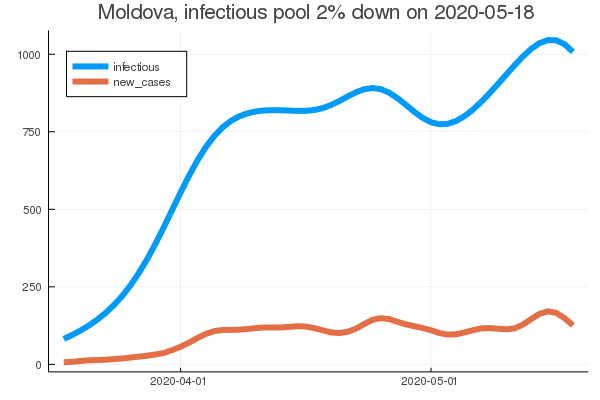 Moldova, infectious pool 2% down on 2020-05-18
1000
infectious
new_cases
750
500
250
0
2020-04-01
2020-05-01